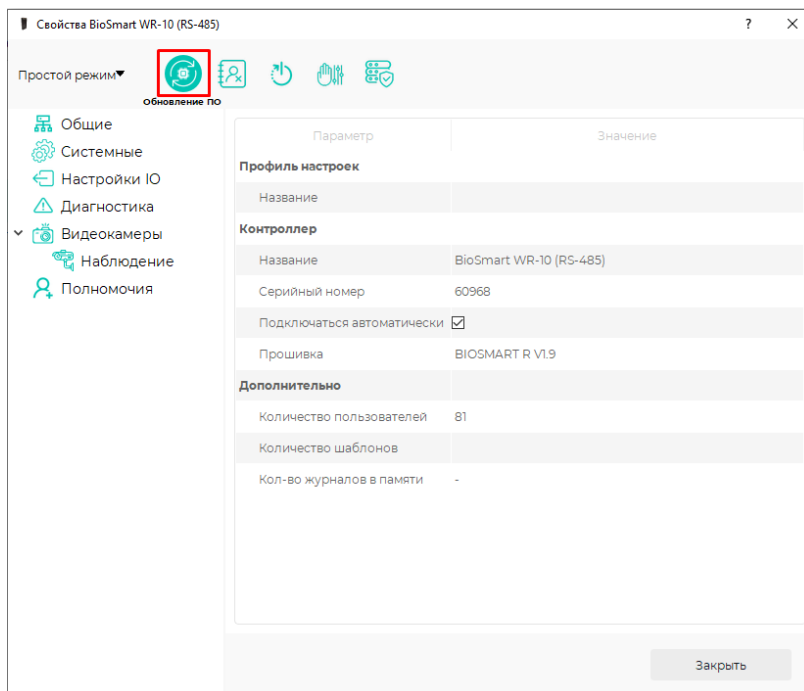 Свойства BioSmart WR-10 (RS-485)
?
Простой режим
Обновление ПО
Общие
Системные
Настройки IO
Диагностика
Видеокамеры
Наблюдение
Полномочия
Параметр Значение
Профиль настроек
Название
Контроллер
Название BioSmart WR-10 (RS-485)
Серийный номер 60968
Подключаться автоматически
Прошивка BIOSMART R V1.9
Дополнительно
Количество пользователей 81
Количество шаблонов
Кол-во журналов в памяти -
Закрыть